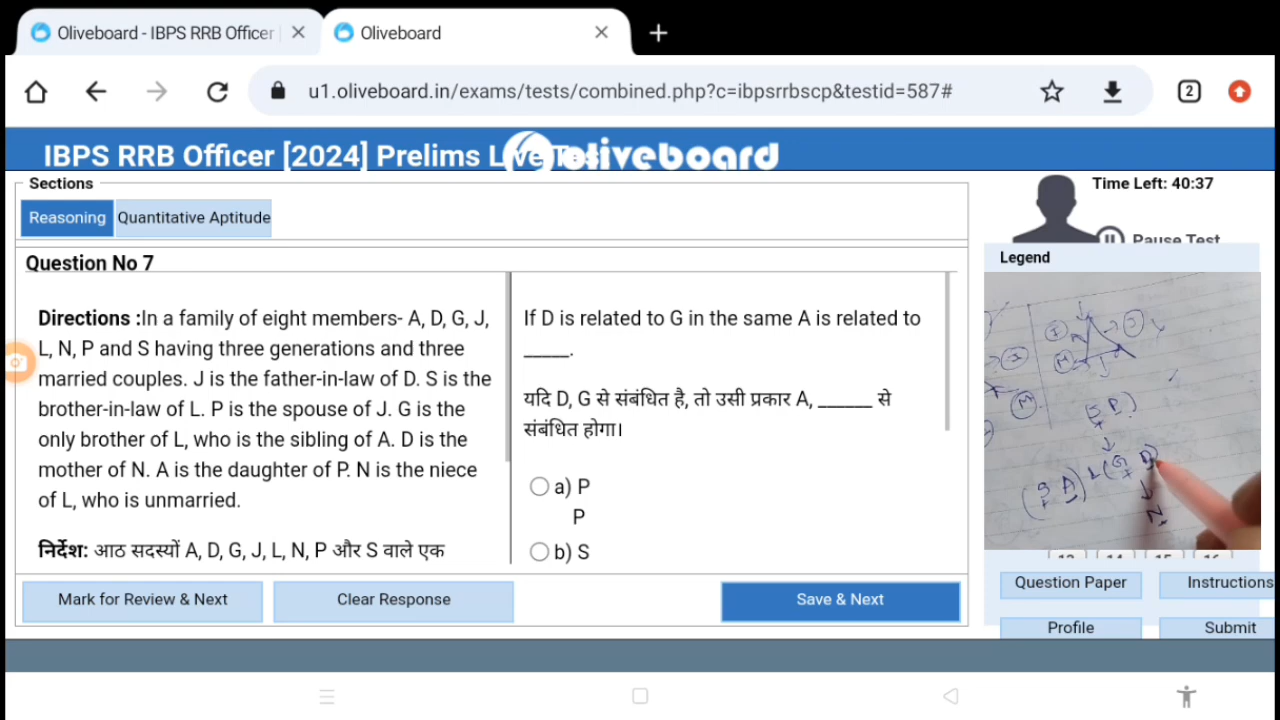 Oliveboard - IBPS RRB Officer
Oliveboard
u1.oliveboard.in/exams/tests/combined.php?c=ibpsrrbscp&testid=587#
2
IBPS RRB Officer [2024] Prelims L
oliveboard
Sections
Reasoning
Quantitative Aptitude
Time Left: 40:37
Pause Test
Question No 7
Legend
Directions :In a family of eight members- A, D, G, J,
L, N, P and S having three generations and three
married couples. J is the father-in-law of D. S is the
brother-in-law of L. P is the spouse of J. G is the
only brother of L, who is the sibling of A. D is the
mother of N. A is the daughter of P. N is the niece
of L, who is unmarried.
निर्देश: आठ सदस्यों A, D, G, J, L, N, P और S वाले एक
If D is related to G in the same A is related to
_____.
यदि D, G से संबंधित है, तो उसी प्रकार A, ______ से
संबंधित होगा।
a) P
P
b) S
Mark for Review & Next
Clear Response
Save & Next
Question Paper
Instructions
Profile
Submit